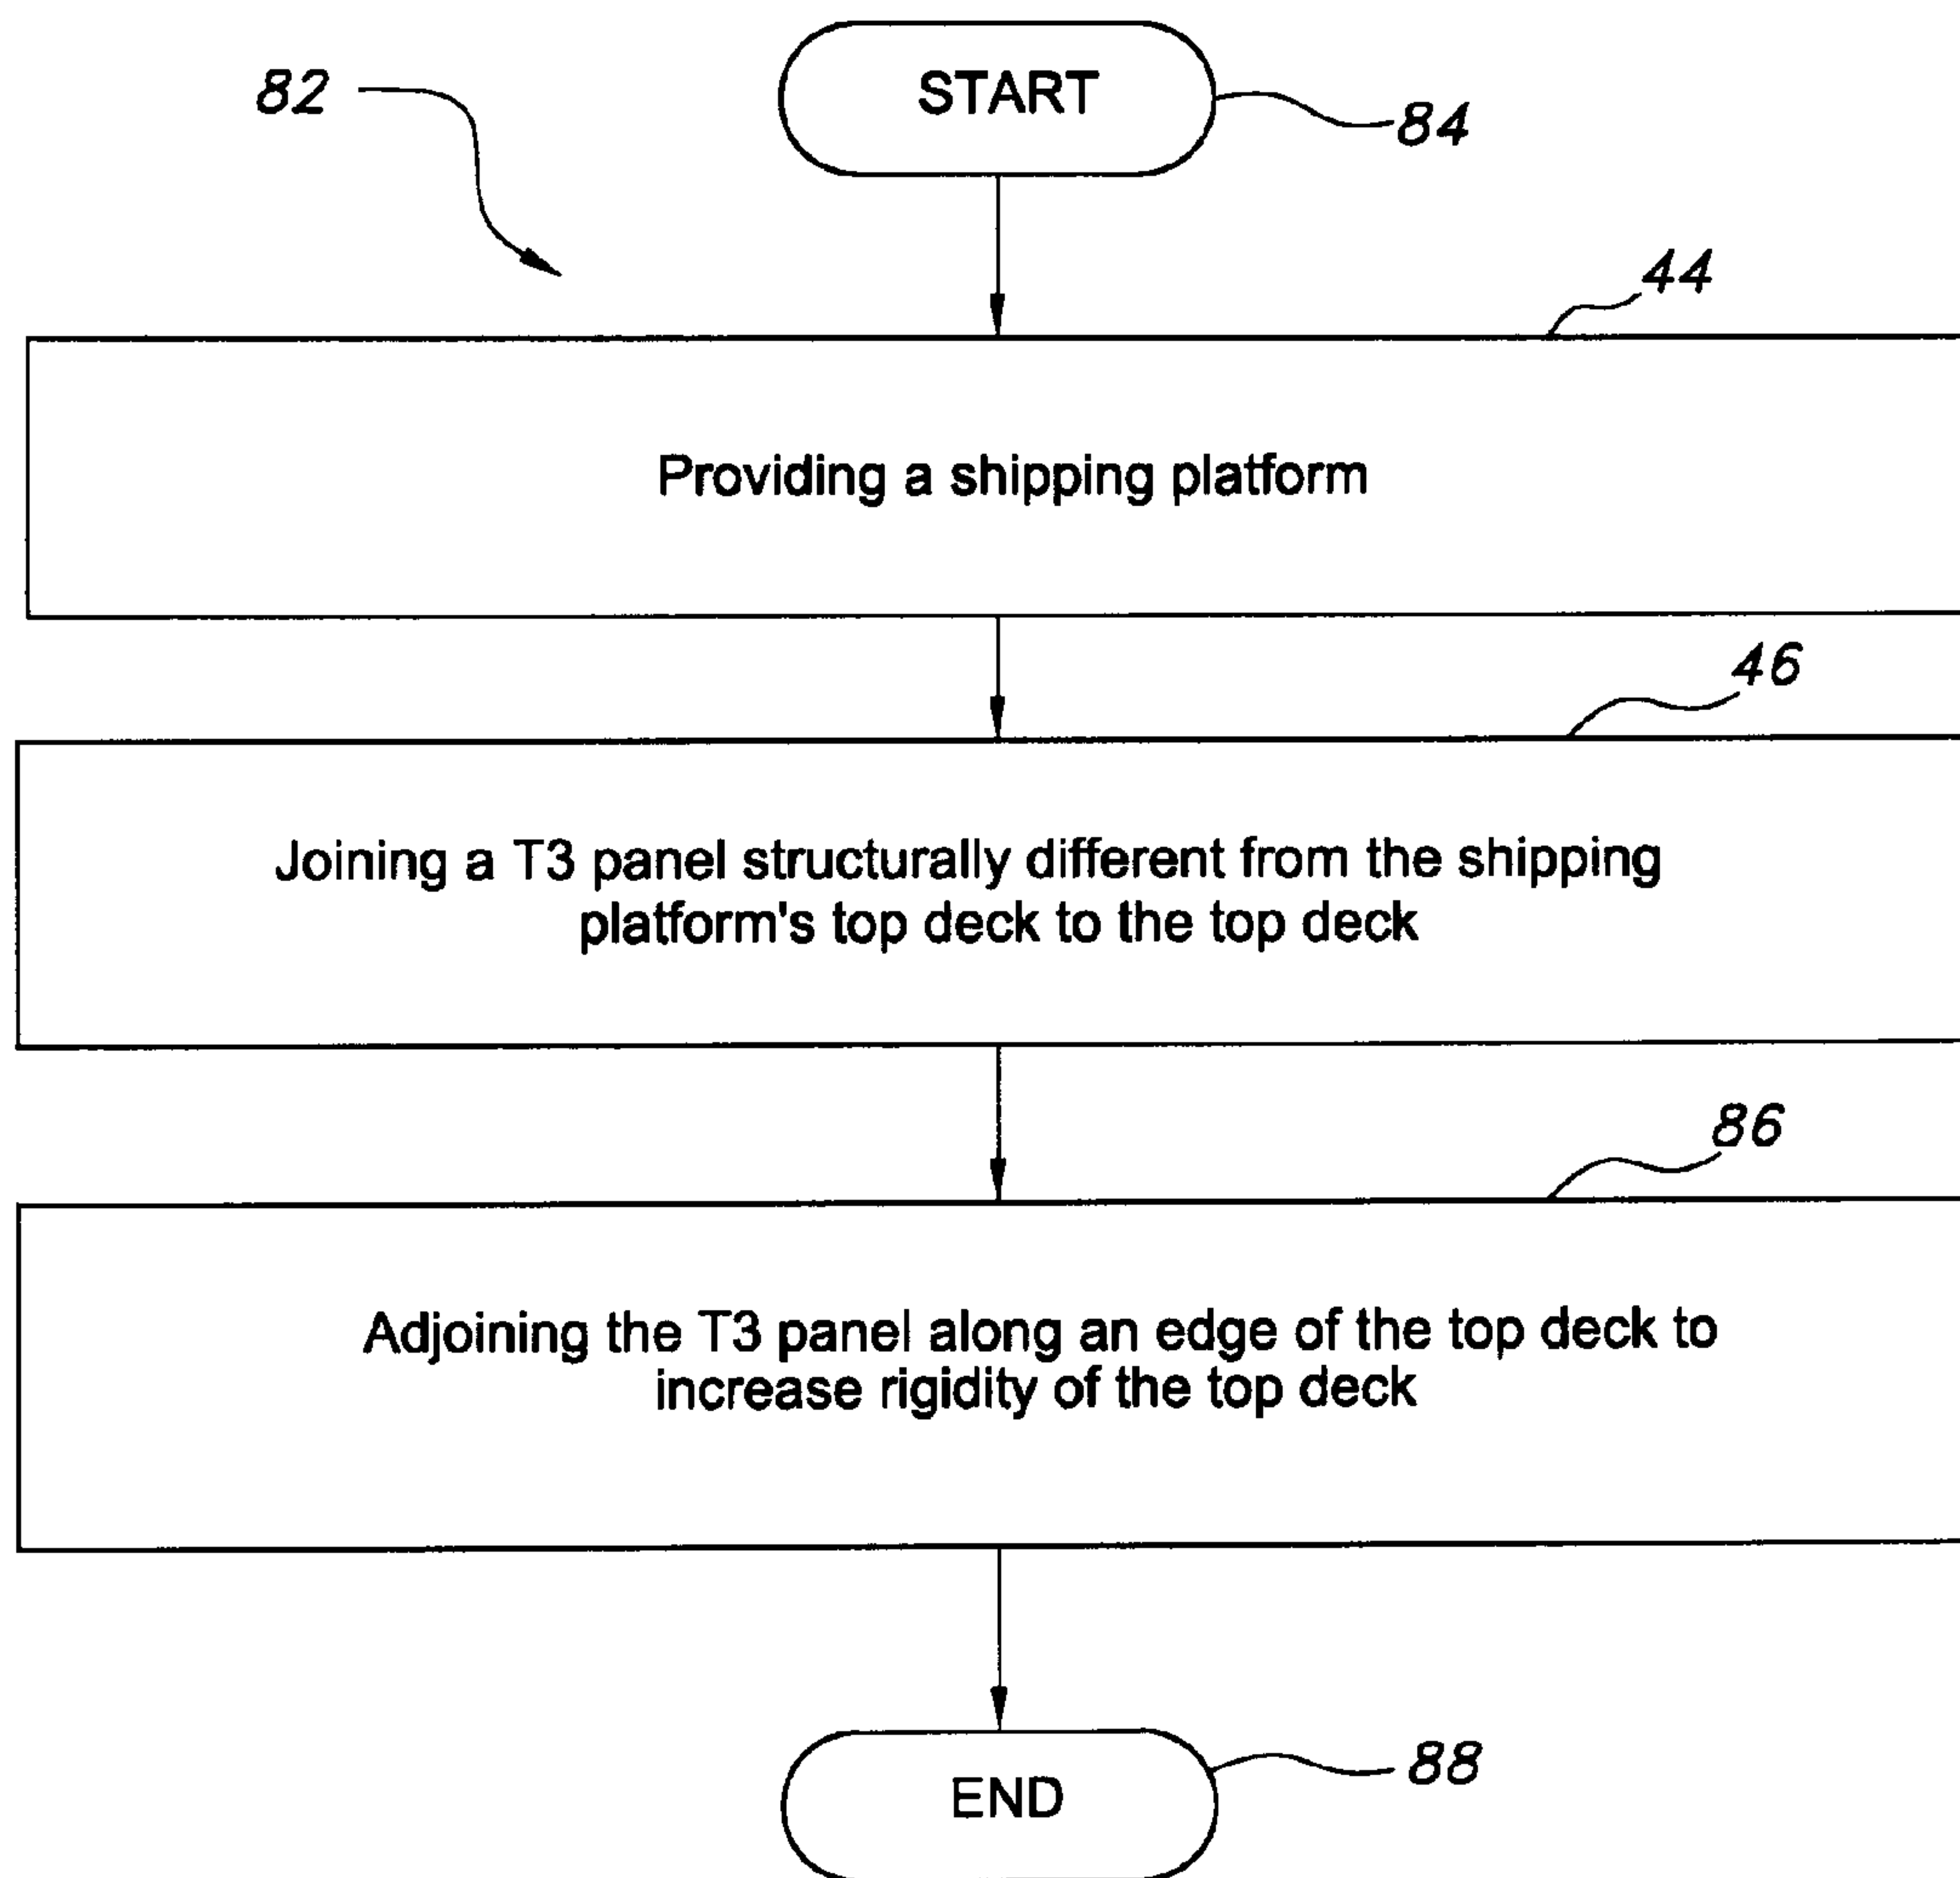 82
START
84
44
Providing a shipping platform
46
Joining a T3 panel structurally different from the shipping
platform's top deck to the top deck
86
Adjoining the T3 panel along an edge of the top deck to
increase rigidity of the top deck
END
88